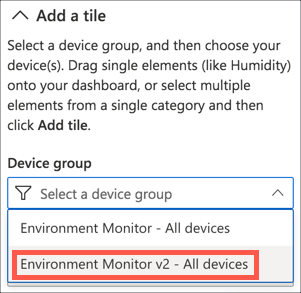 Add a tile
Select a device group, and then choose your
device(s). Drag single elements (like Humidity)
onto your dashboard, or select multiple
elements from a single category and then
click Add tile.
Device group
Select a device group
Environment Monitor - All devices
Environment Monitor v2 - All devices